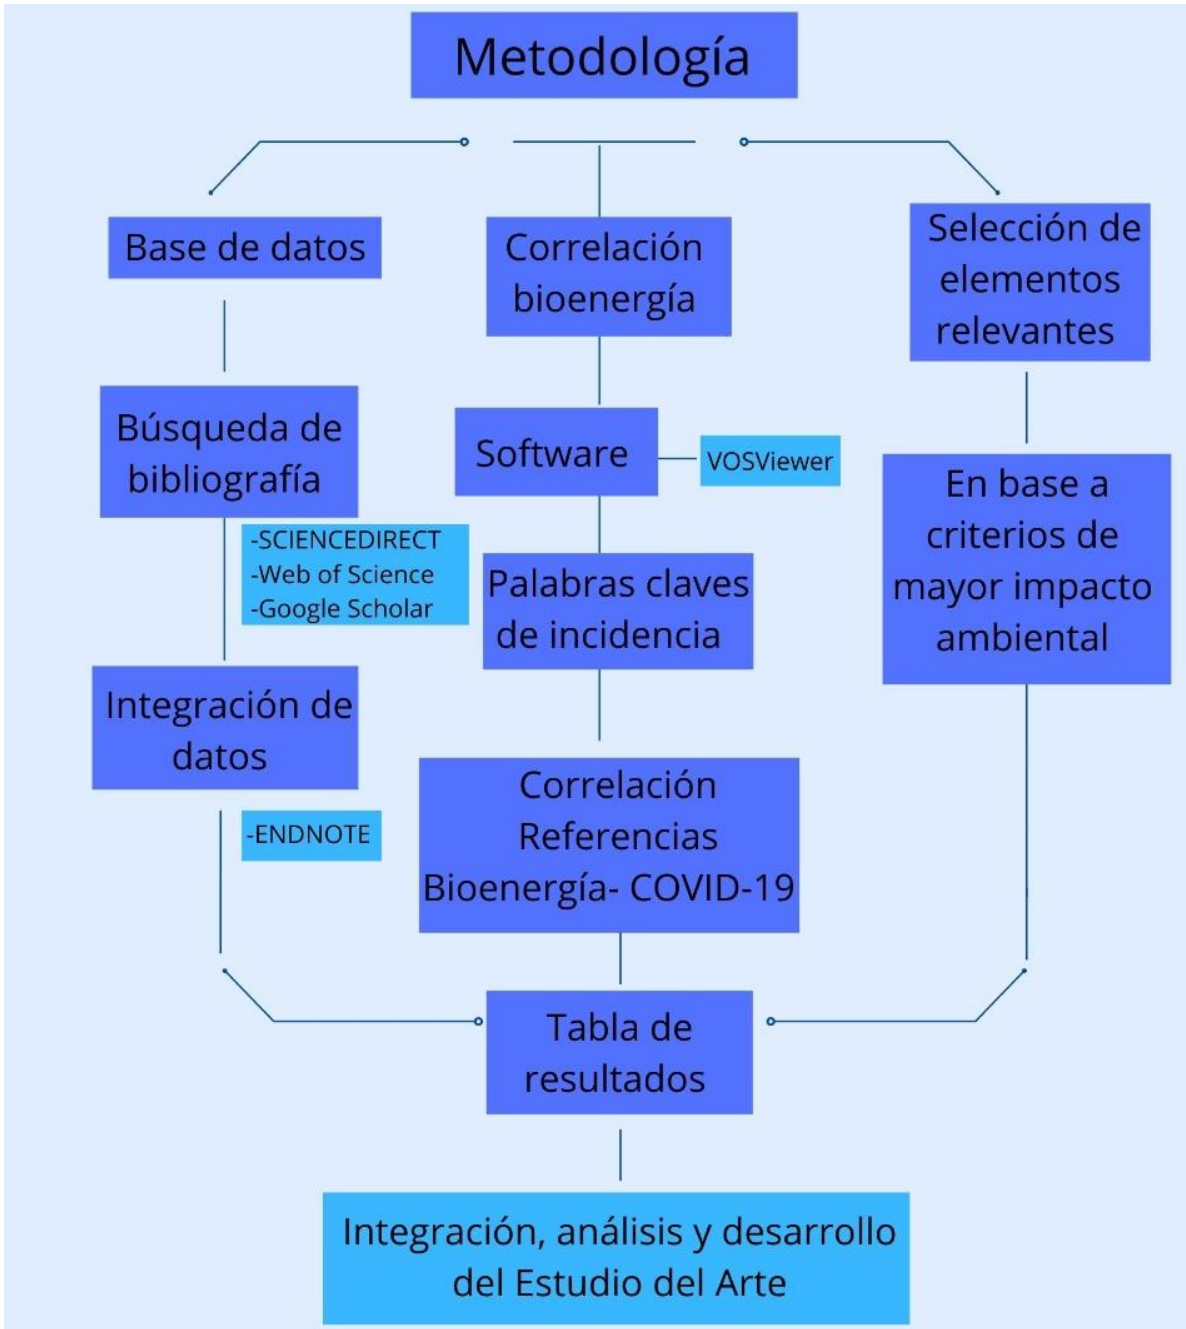 Metodología
Base de datos
Búsqueda de
bibliografía
-SCIENCEDIRECT
-Web of Science
-Google Scholar
Integración de
datos
-ENDNOTE
Correlación
bioenergía
Software
VOSViewer
Palabras claves
de incidencia
Correlación
Referencias
Bioenergía- COVID-19
Selección de
elementos
relevantes
En base a
criterios de
mayor impacto
ambiental
Tabla de
resultados
Integración, análisis y desarrollo
del Estudio del Arte